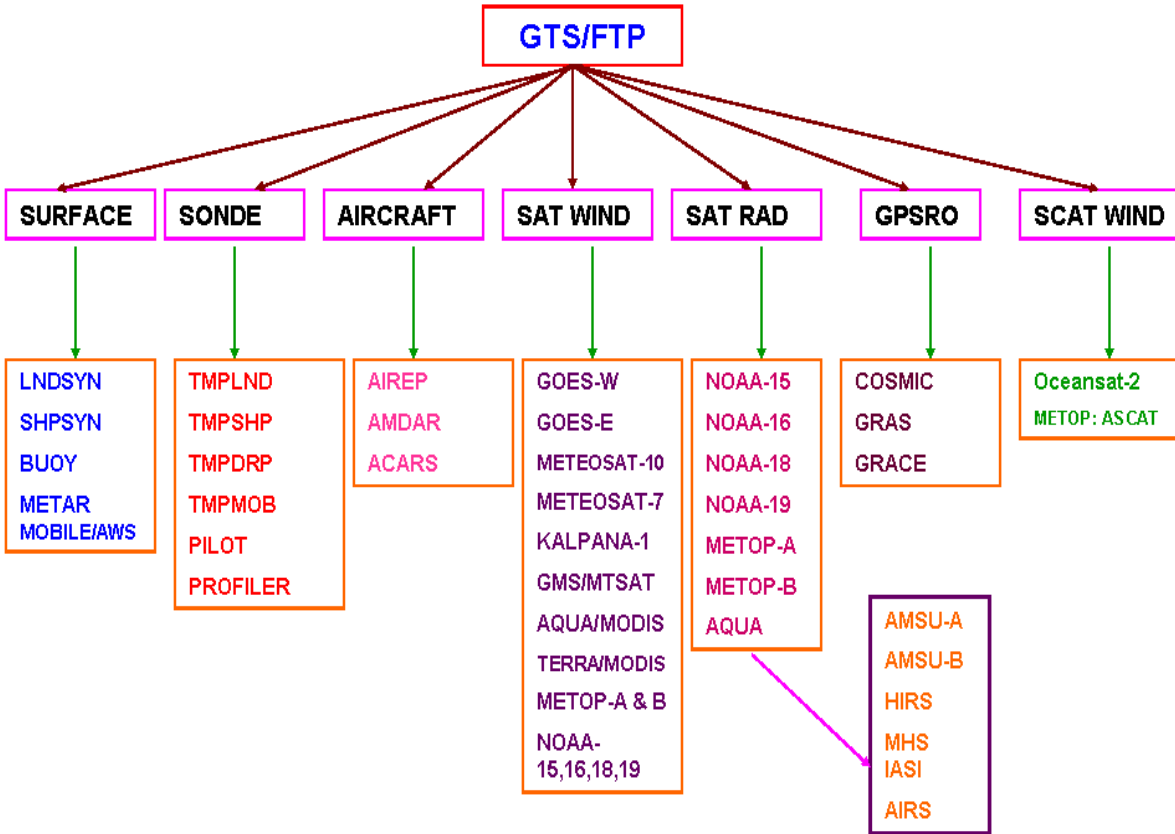 GTS/FTP
SURFACE
SONDE
AIRCRAFT
SAT WIND
SAT RAD
GPSRO
SCAT WIND
LNDSYN
SHPSYN
BUOY
METAR
MOBILE/AWS
TMPLND
TMPSHP
TMPDRP
TMPMOB
PILOT
PROFILER
AIREP
AMDAR
ACARS
GOES-W
GOES-E
METEOSAT-10
METEOSAT-7
KALPANA-1
GMS/MTSAT
AQUA/MODIS
TERRA/MODIS
METOP-A & B
NOAA-
15,16,18,19
NOAA-15
NOAA-16
NOAA-18
NOAA-19
METOP-A
METOP-B
AQUA
COSMIC
GRAS
GRACE
Oceansat-2
METOP: ASCAT
AMSU-A
AMSU-B
HIRS
MHS
IASI
AIRS